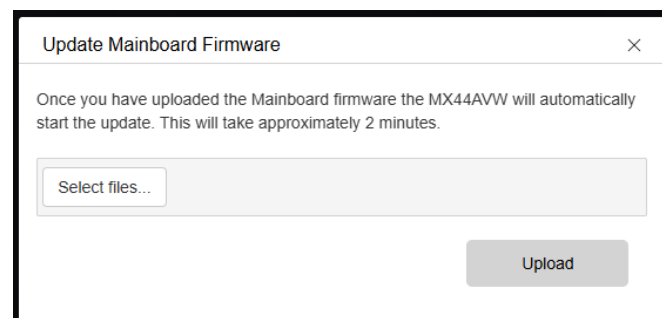 Update Mainboard Firmware
Once you have uploaded the Mainboard firmware the MX44AVW will automatically
start the update. This will take approximately 2 minutes.
Select files...
Upload